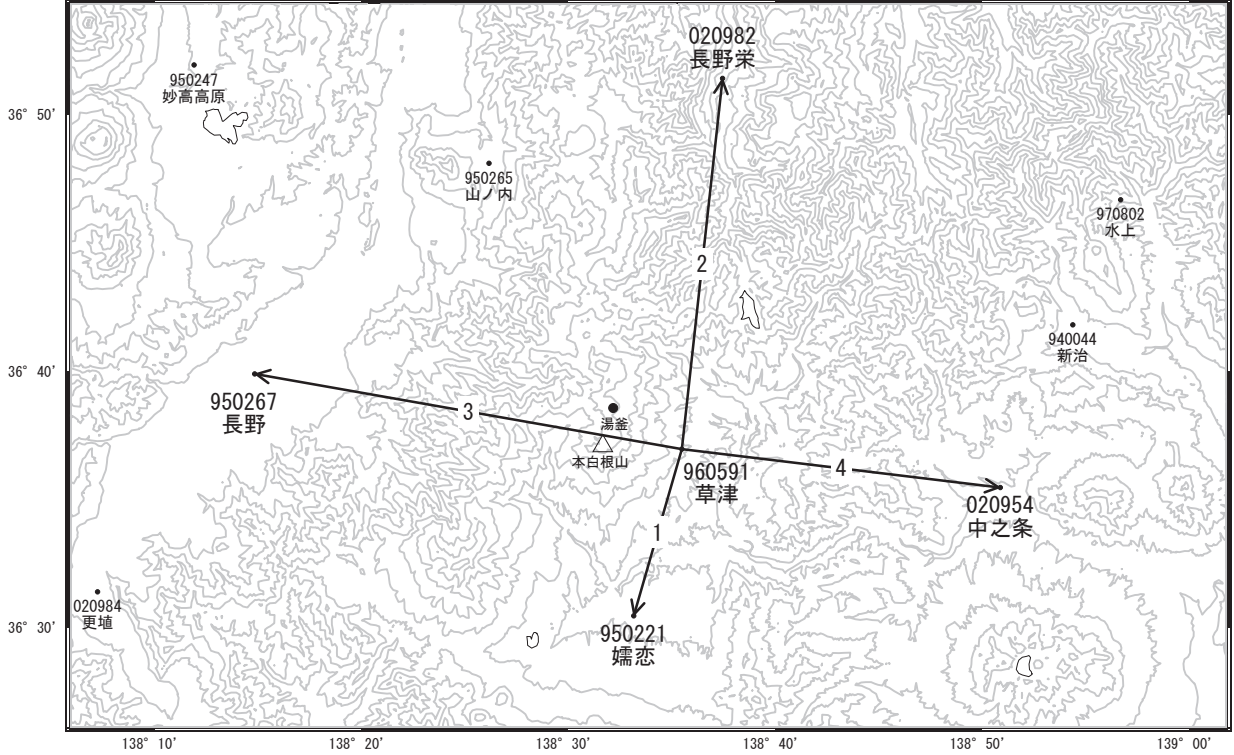 020982
長野栄
950247
妙高高原
36° 50′
950265
山ノ内
970802
水上
2
940044
新治
36° 40′
950267
長野
3
湯釜
本白根山
960591
草津
4
020954
中之条
1
020984
更埴
36° 30′
950221
嬬恋
138° 10′
138° 20′
138° 30′
138° 40′
138° 50′
139° 00′